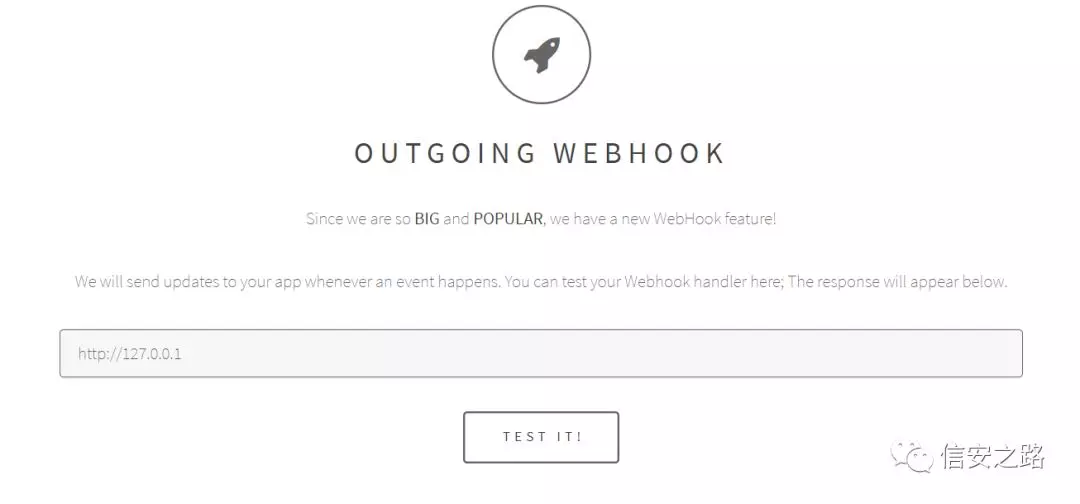 OUTGOING WEBHOOK
Since we are so BIG and POPULAR, we have a new WebHook feature!
We will send updates to your app whenever an event happens. You can test your Webhook handler here; The response will appear below.
http://127.0.0.1
TEST IT!
信安之路